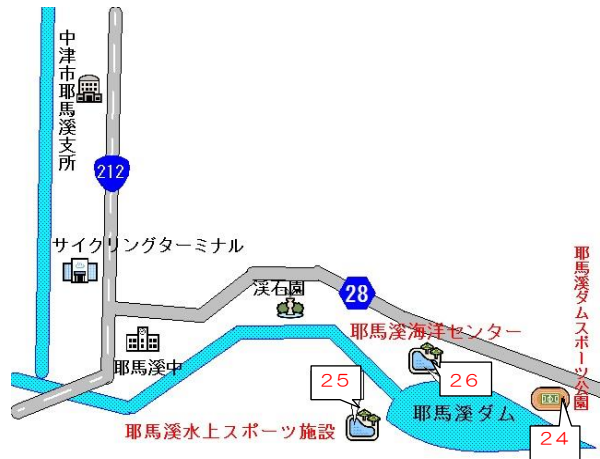 中津市耶馬溪支所
212
サイクリングターミナル
溪石園
28
耶馬溪ダムスポーツ公園
耶馬溪海洋センター
耶馬溪中
25
26
耶馬溪ダム
耶馬溪水上スポーツ施設
24